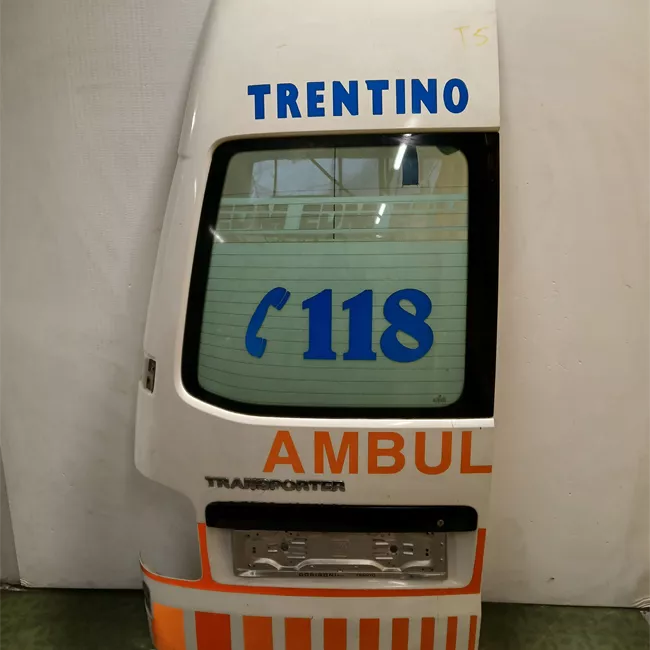 T5
TRENTINO
118
AMBUL
TRANSPORTER